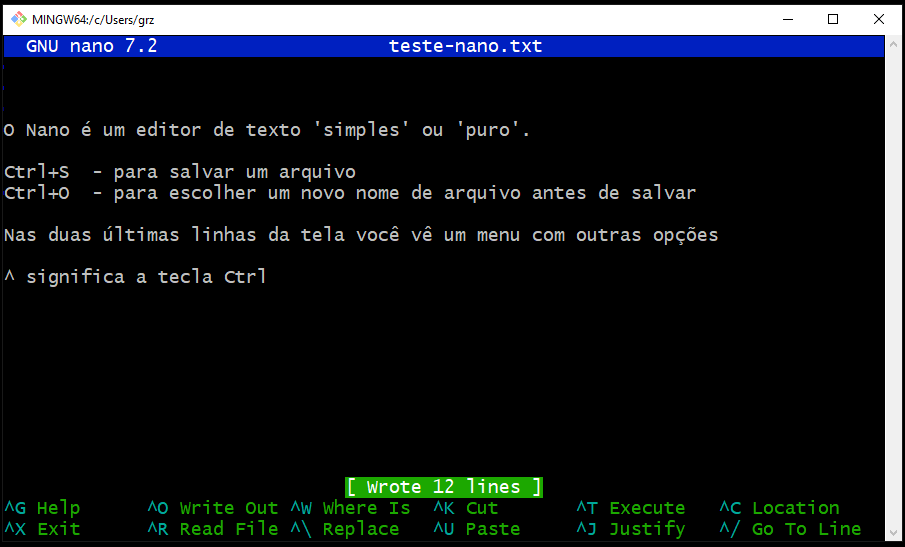 MINGW64:/c/Users/grz
GNU nano 7.2 teste-nano.txt
O Nano é um editor de texto 'simples' ou 'puro'.
Ctrl+S - para salvar um arquivo
Ctrl+O - para escolher um novo nome de arquivo antes de salvar
Nas duas últimas linhas da tela você vê um menu com outras opções
^ significa a tecla Ctrl
[ Wrote 12 lines ]
^G Help ^O Write Out ^W Where Is ^K Cut ^T Execute ^C Location
^X Exit ^R Read File ^\ Replace ^U Paste ^J Justify ^/ Go To Line